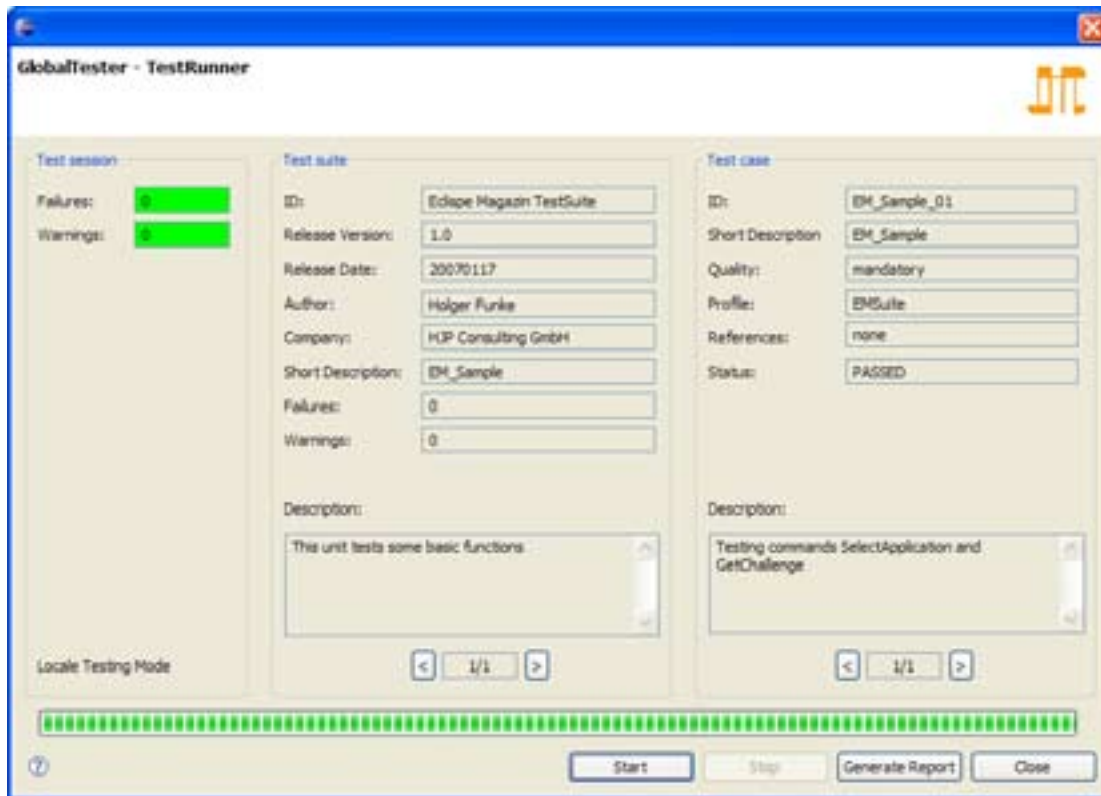 GlobalTester - TestRunner
Test session
Failures: 0
Warnings: 0
Locale Testing Mode
Test suite
ID: Eclispe Magazin TestSuite
Release Version: 1.0
Release Date: 20070117
Author: Holger Funke
Company: HJP Consulting GmbH
Short Description: EM_Sample
Failures: 0
Warnings: 0
Description:
This unit tests some basic functions
< 1/1 >
Test case
ID: EM_Sample_01
Short Description EM_Sample
Quality: mandatory
Profile: EMSuite
References: none
Status: PASSED
Description:
Testing commands SelectApplication and
GetChallenge
< 1/1 >
Start Stop Generate Report Close